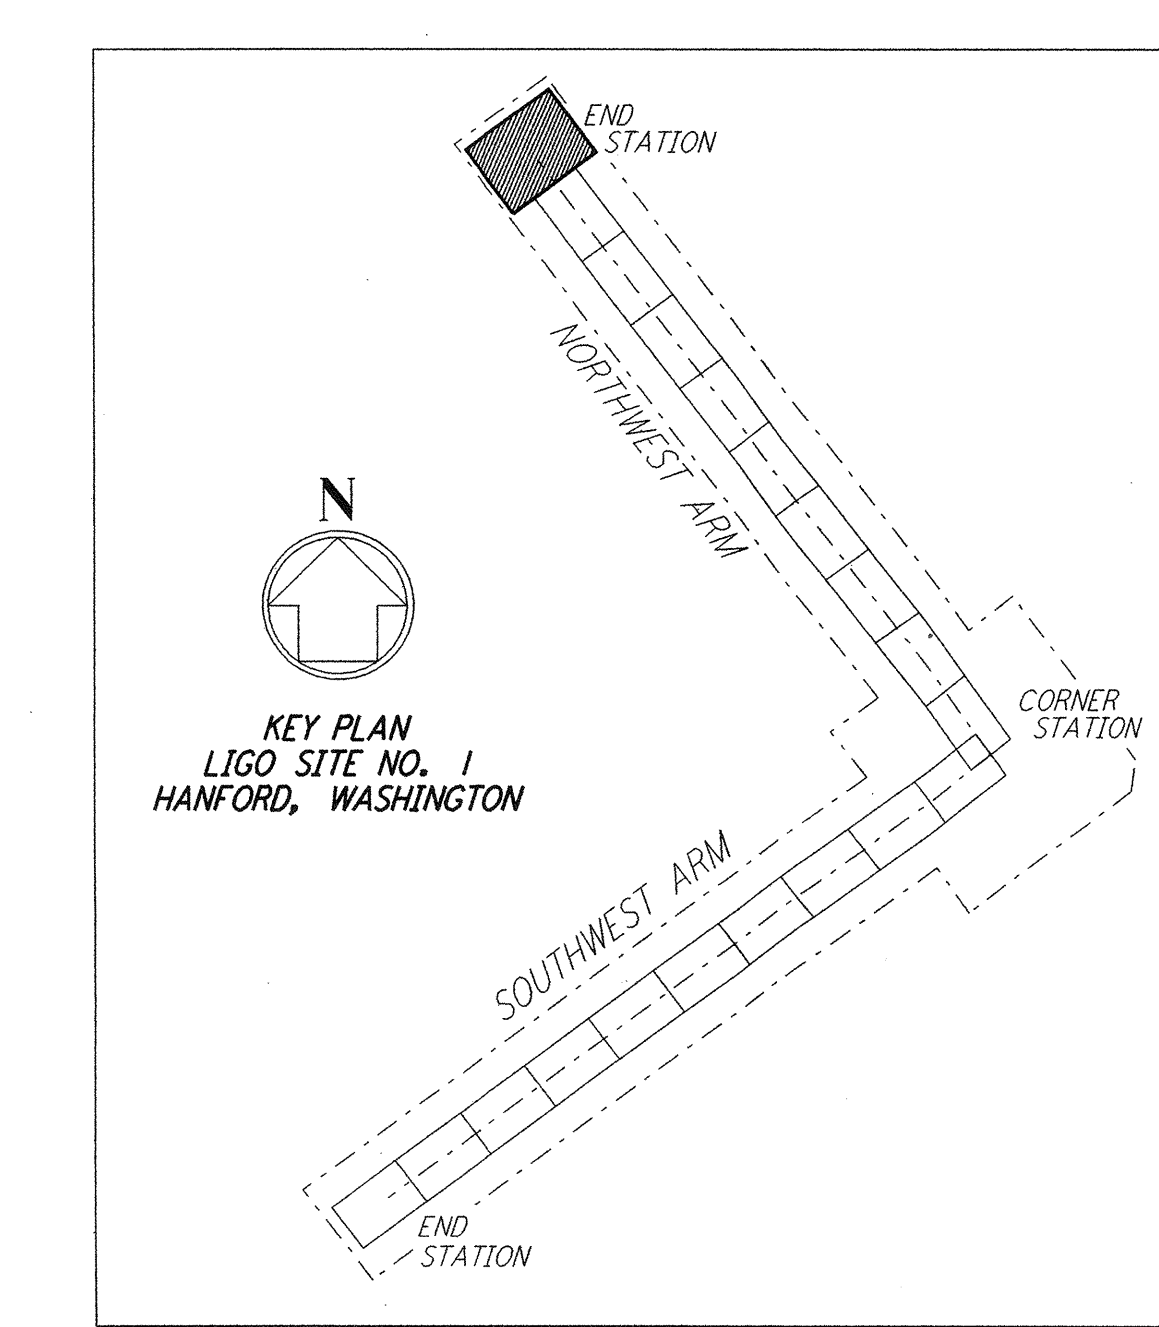 END
STATION
NORTHWEST ARM
N
CORNER
STATION
KEY PLAN
LIGO SITE NO. 1
HANFORD, WASHINGTON
SOUTHWEST ARM
END
STATION